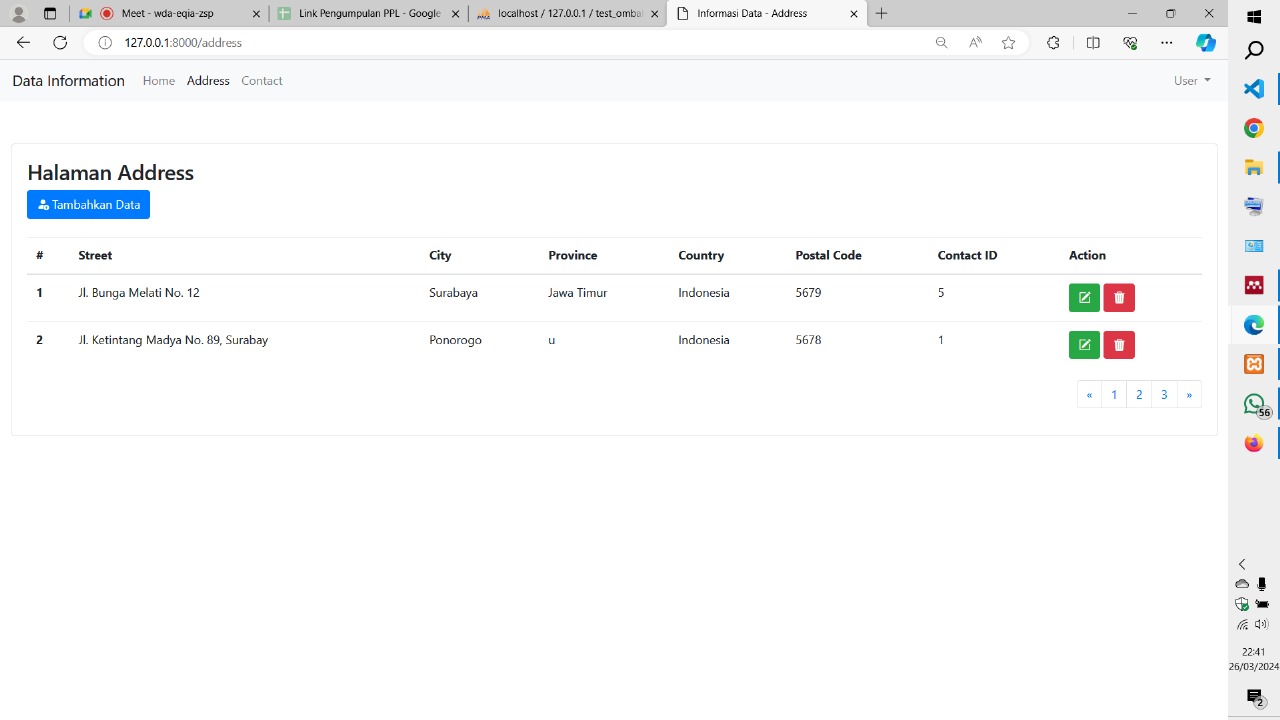 Meet - wda-eqia-zsp
Link Pengumpulan PPL - Google
localhost / 127.0.0.1 / test_omba
Informasi Data - Address
127.0.0.1:8000/address
Data Information Home Address Contact User
Halaman Address
Tambahkan Data
# Street City Province Country Postal Code Contact ID Action
1 Jl. Bunga Melati No. 12 Surabaya Jawa Timur Indonesia 5679 5
2 Jl. Ketintang Madya No. 89, Surabay Ponorogo u Indonesia 5678 1
« 1 2 3 »
56
22:41
26/03/2024
2